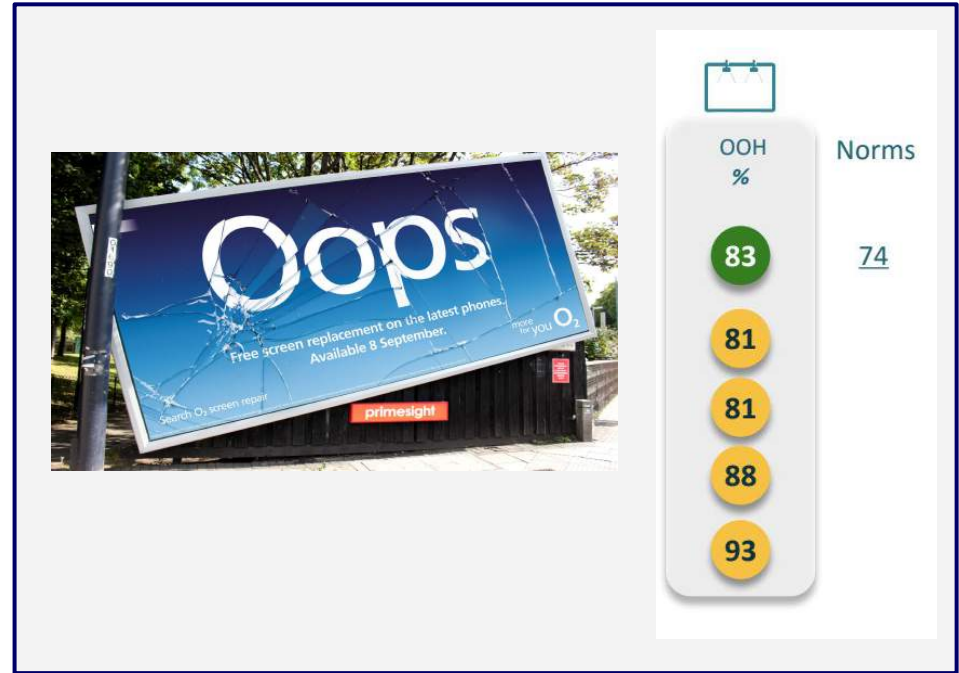 Oops
Free screen replacement on the latest phones.
Available 8 September.
more
for you O₂
Search O₂ screen repair
primesight
OOH
%
Norms
83
74
81
81
88
93